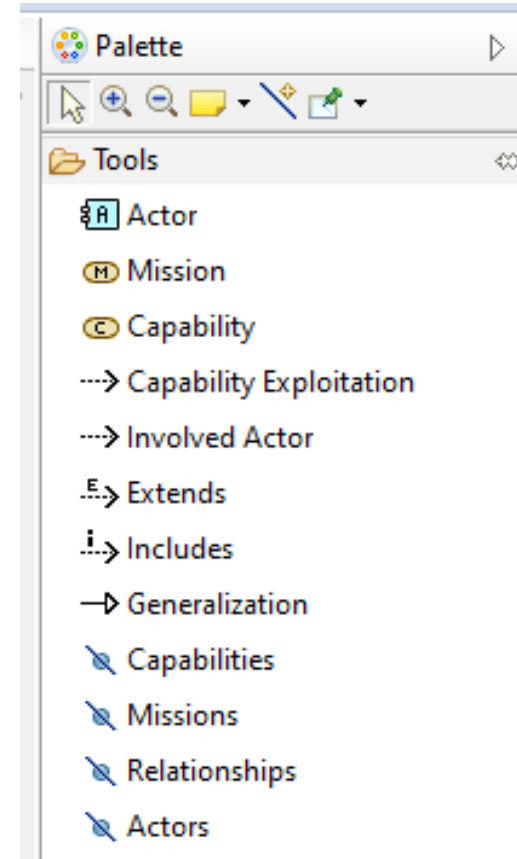 Palette
Tools
A Actor
M Mission
C Capability
Capability Exploitation
Involved Actor
E Extends
i Includes
Generalization
Capabilities
Missions
Relationships
Actors